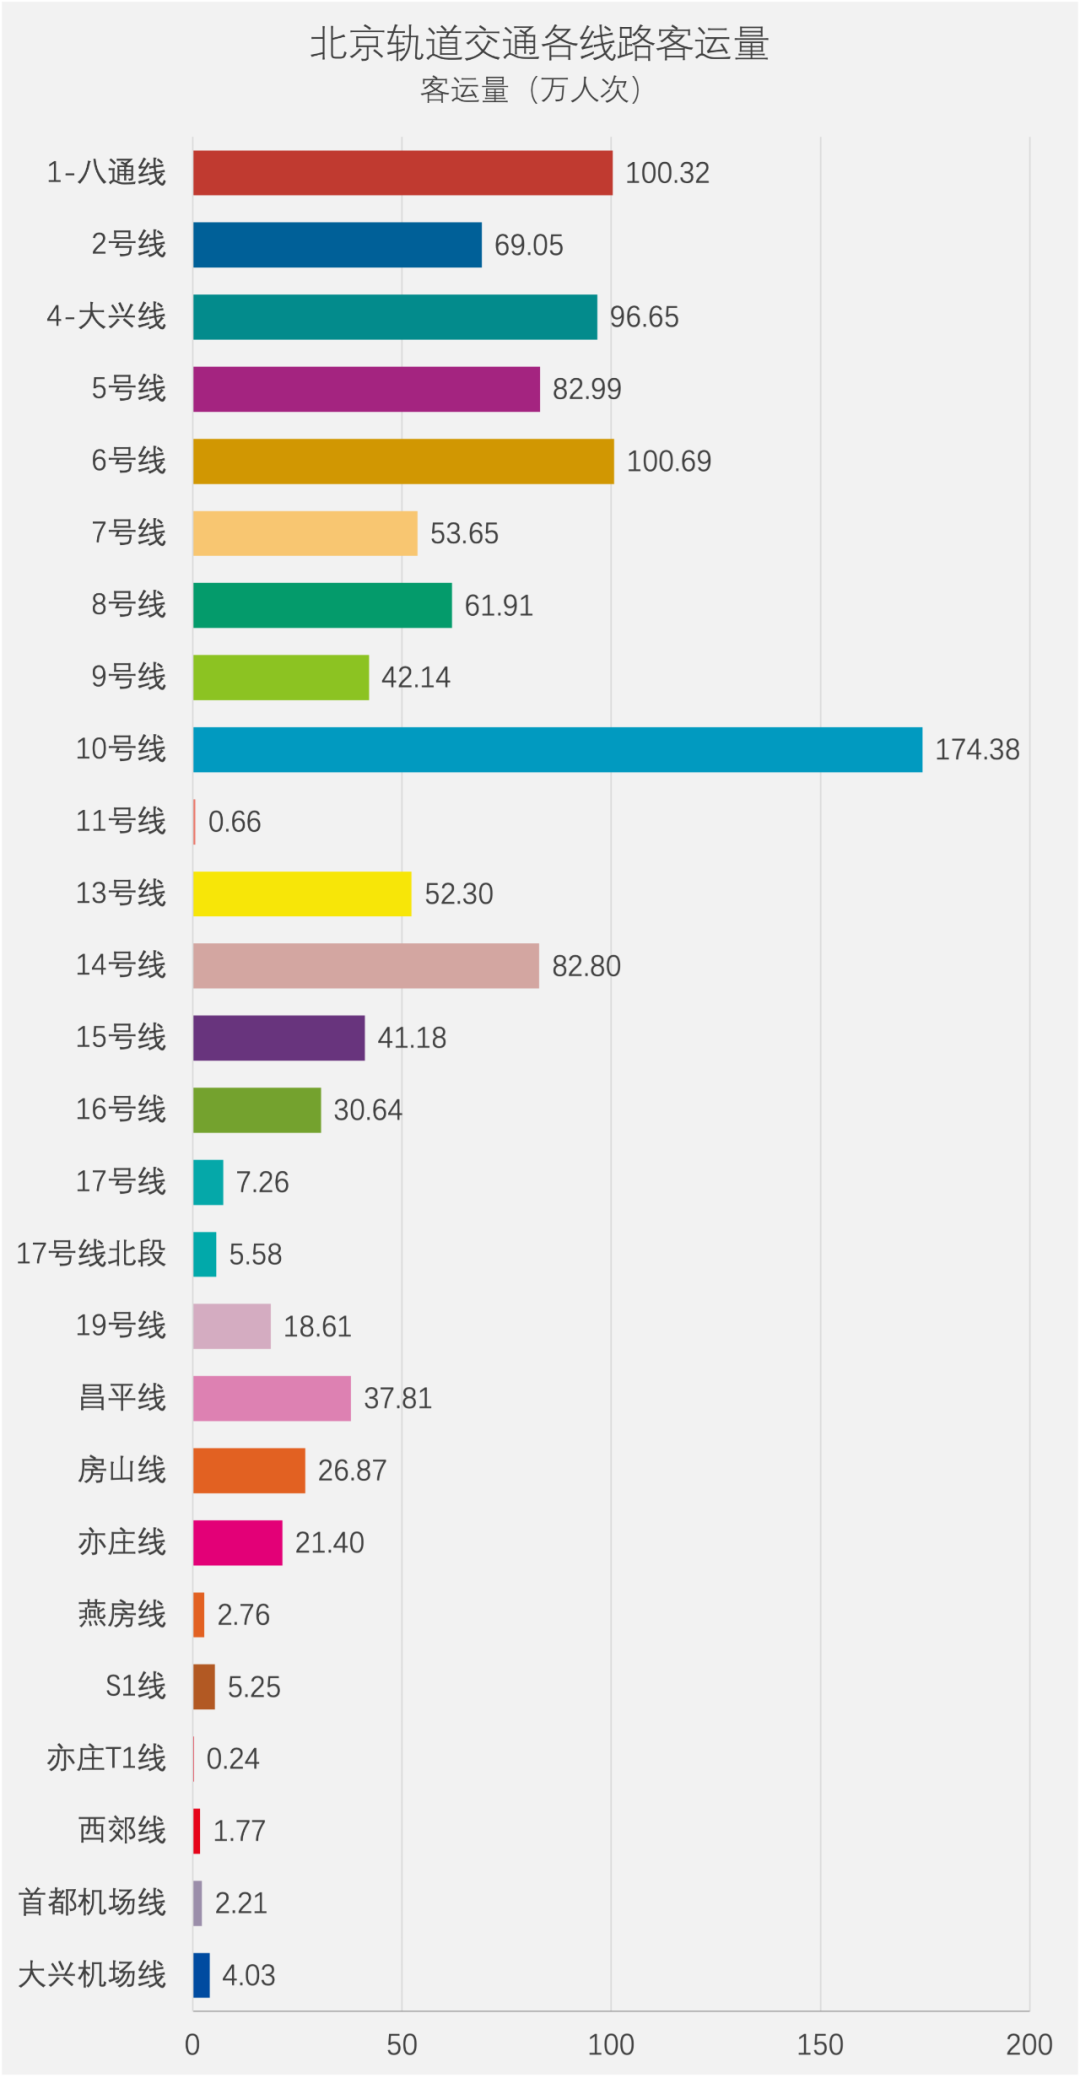 北京轨道交通各线路客运量
客运量（万人次）
1-八通线 100.32
2号线 69.05
4-大兴线 96.65
5号线 82.99
6号线 100.69
7号线 53.65
8号线 61.91
9号线 42.14
10号线 174.38
11号线 0.66
13号线 52.30
14号线 82.80
15号线 41.18
16号线 30.64
17号线 7.26
17号线北段 5.58
19号线 18.61
昌平线 37.81
房山线 26.87
亦庄线 21.40
燕房线 2.76
S1线 5.25
亦庄T1线 0.24
西郊线 1.77
首都机场线 2.21
大兴机场线 4.03
0 50 100 150 200